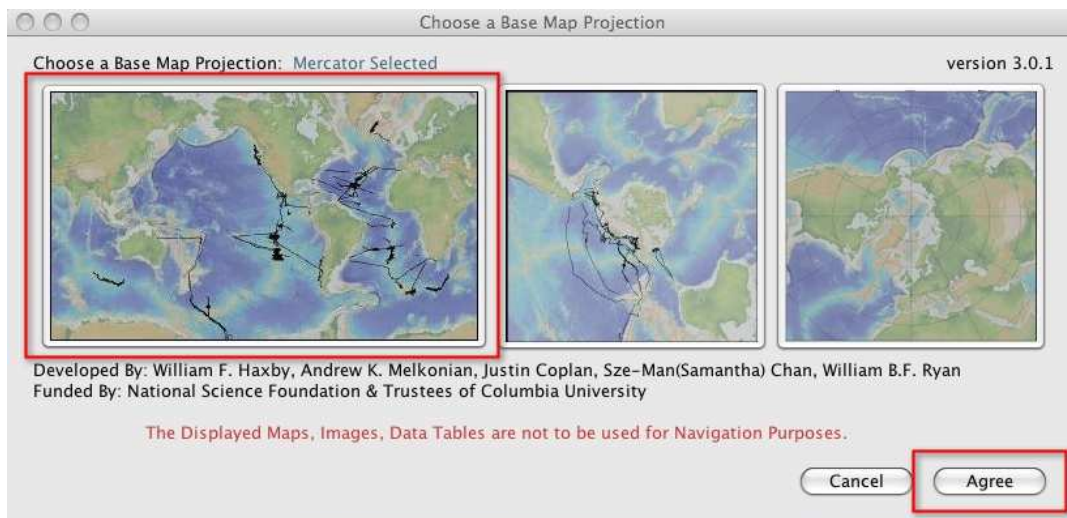 Choose a Base Map Projection
Choose a Base Map Projection: Mercator Selected
version 3.0.1
Developed By: William F. Haxby, Andrew K. Melkonian, Justin Coplan, Sze-Man(Samantha) Chan, William B.F. Ryan
Funded By: National Science Foundation & Trustees of Columbia University
The Displayed Maps, Images, Data Tables are not to be used for Navigation Purposes.
Cancel
Agree